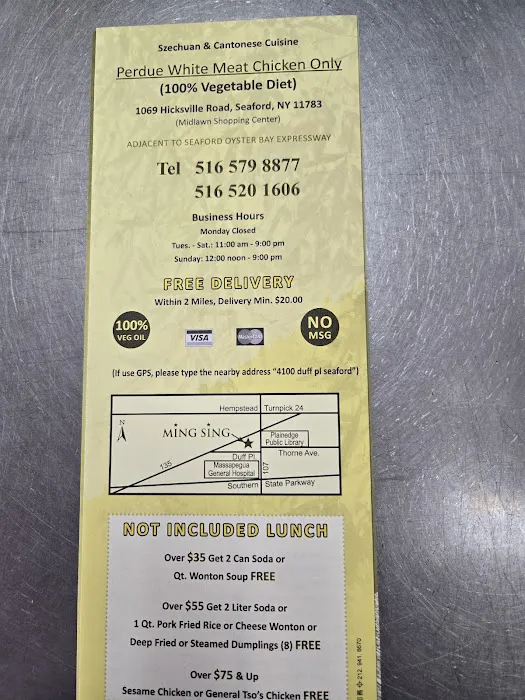 Szechuan & Cantonese Cuisine
Perdue White Meat Chicken Only
(100% Vegetable Diet)
1069 Hicksville Road, Seaford, NY 11783
(Midlawn Shopping Center)
ADJACENT TO SEAFORD OYSTER BAY EXPRESSWAY
Tel 516 579 8877
516 520 1606
Business Hours
Monday Closed
Tues. - Sat.: 11:00 am - 9:00 pm
Sunday: 12:00 noon - 9:00 pm
FREE DELIVERY
Within 2 Miles, Delivery Min. $20.00
100%
VEG OIL
VISA
MasterCard
NO
MSG
(If use GPS, please type the nearby address "4100 duff pl seaford")
Hempstead Turnpick 24
N
MING SING
Plainedge
Public Library
Duff Pl.
Thorne Ave.
135
Massapegua
General Hospital
107
Southern State Parkway
NOT INCLUDED LUNCH
Over $35 Get 2 Can Soda or
Qt. Wonton Soup FREE
Over $55 Get 2 Liter Soda or
1 Qt. Pork Fried Rice or Cheese Wonton or
Deep Fried or Steamed Dumplings (8) FREE
Over $75 & Up
Sesame Chicken or General Tso's Chicken FREE
212. 941. 8670